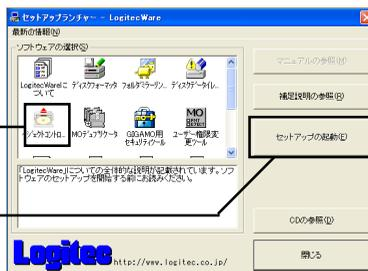 セットアップランチャー - LogitecWare
最新の情報(N)
ソフトウェアの選択(S)
LogitecWareに
ついて
ディスクフォーマッタ
フォルダミラーリン...
ディスクデータイレ...
イジェクトコントロ...
MOデュプリケータ
GIGAMO用
セキュリティツール
ユーザー権限変
更ツール
MO
「LogitecWare」についての全体的な説明が記載されています。ソフ
トウェアのセットアップを開始する前にお読みください。
マニュアルの参照(M)
補足説明の参照(R)
セットアップの起動(E)
CDの参照(D)
閉じる
Logitec
http://www.logitec.co.jp/